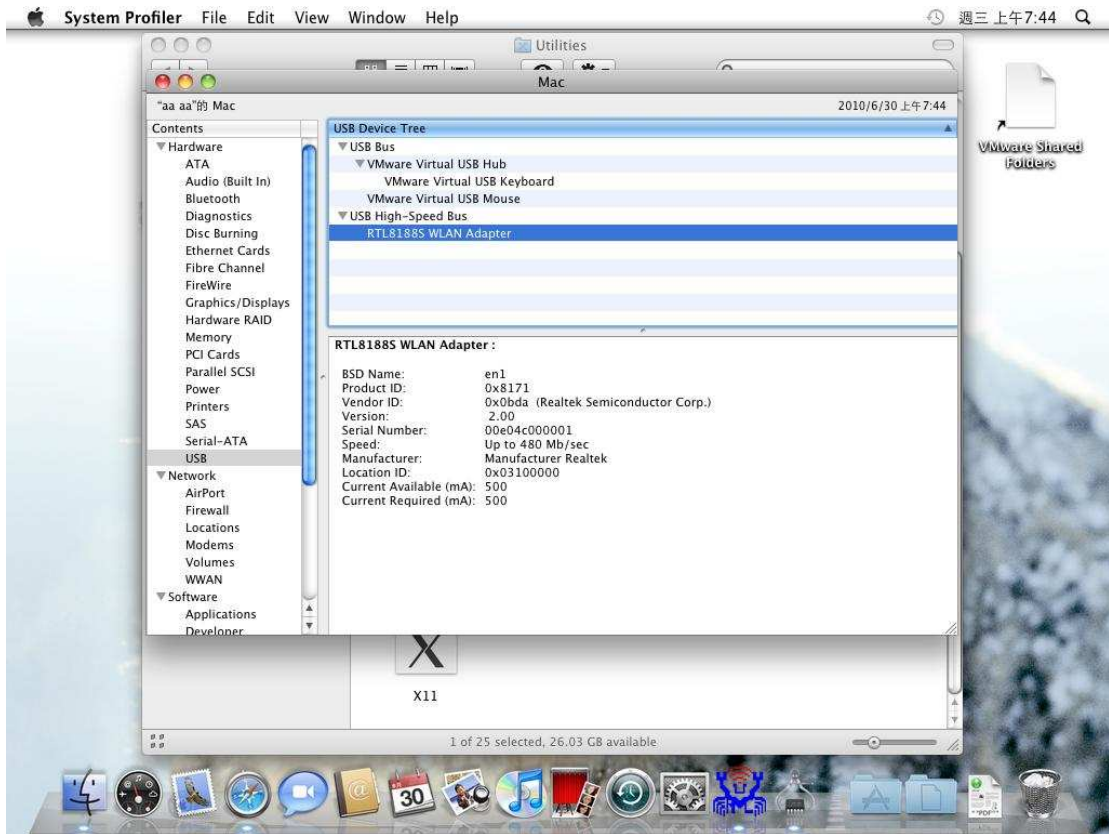 System Profiler File Edit View Window Help
週三 上午7:44
Utilities
Mac
"aa aa"的 Mac
2010/6/30 上午7:44
Contents
Hardware
ATA
Audio (Built In)
Bluetooth
Diagnostics
Disc Burning
Ethernet Cards
Fibre Channel
FireWire
Graphics/Displays
Hardware RAID
Memory
PCI Cards
Parallel SCSI
Power
Printers
SAS
Serial-ATA
USB
Network
AirPort
Firewall
Locations
Modems
Volumes
WWAN
Software
Applications
Developer
USB Device Tree
USB Bus
VMware Virtual USB Hub
VMware Virtual USB Keyboard
VMware Virtual USB Mouse
USB High-Speed Bus
RTL8188S WLAN Adapter
RTL8188S WLAN Adapter :
BSD Name: en1
Product ID: 0x8171
Vendor ID: 0x0bda (Realtek Semiconductor Corp.)
Version: 2.00
Serial Number: 00e04c000001
Speed: Up to 480 Mb/sec
Manufacturer: Manufacturer Realtek
Location ID: 0x03100000
Current Available (mA): 500
Current Required (mA): 500
VMware Shared
Folders
X
X11
1 of 25 selected, 26.03 GB available
30
PDF